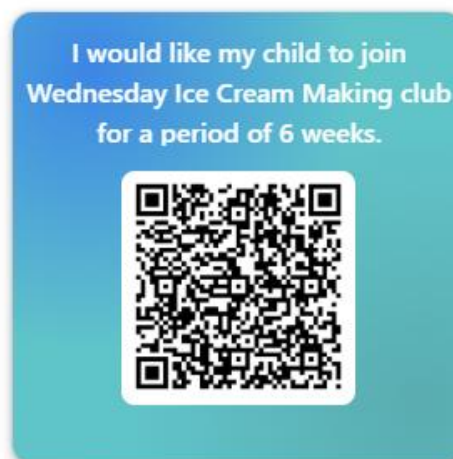 I would like my child to join
Wednesday Ice Cream Making club
for a period of 6 weeks.